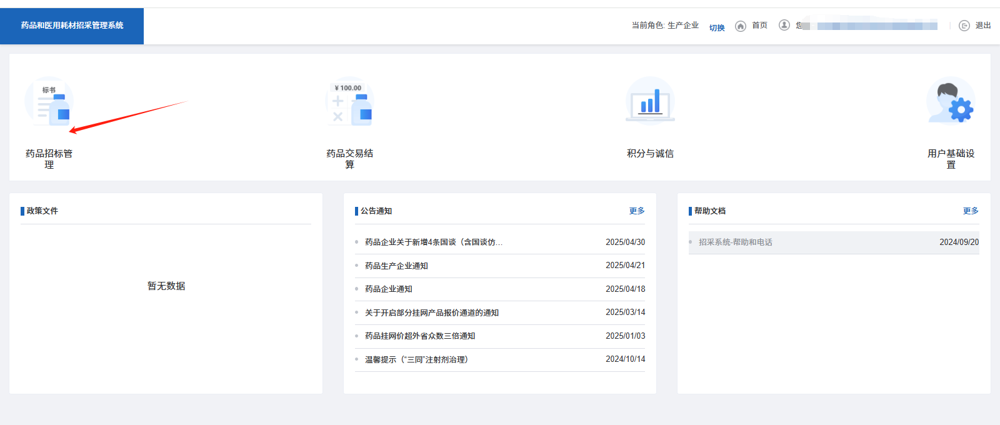 药品和医用耗材招采管理系统
当前角色: 生产企业 切换 首页 您 退出
标书
¥ 100.00
药品招标管
理
药品交易结
算
积分与诚信
用户基础设
置
政策文件
暂无数据
公告通知 更多
药品企业关于新增4条国谈（含国谈仿... 2025/04/30
药品生产企业通知 2025/04/21
药品企业通知 2025/04/18
关于开启部分挂网产品报价通道的通知 2025/03/14
药品挂网价超外省众数三倍通知 2025/01/03
温馨提示（“三同”注射剂治理） 2024/10/14
帮助文档 更多
招采系统-帮助和电话 2024/09/20